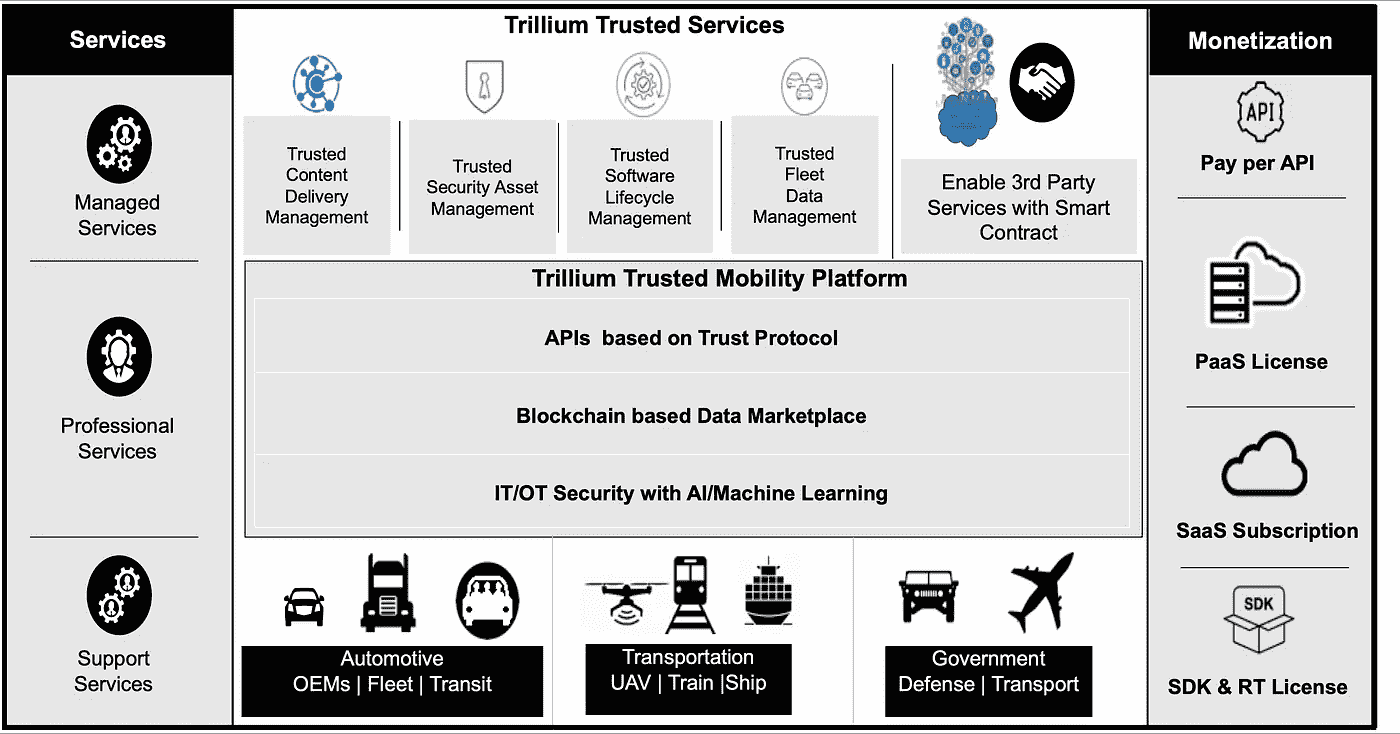 Services
Managed
Services
Professional
Services
Support
Services
Trillium Trusted Services
Trusted
Content
Delivery
Management
Trusted
Security Asset
Management
Trusted
Software
Lifecycle
Management
Trusted
Fleet
Data
Management
Enable 3rd Party
Services with Smart
Contract
Trillium Trusted Mobility Platform
APIs based on Trust Protocol
Blockchain based Data Marketplace
IT/OT Security with AI/Machine Learning
Automotive
OEMs | Fleet | Transit
Transportation
UAV | Train |Ship
Government
Defense | Transport
Monetization
API
Pay per API
PaaS License
SaaS Subscription
SDK
SDK & RT License